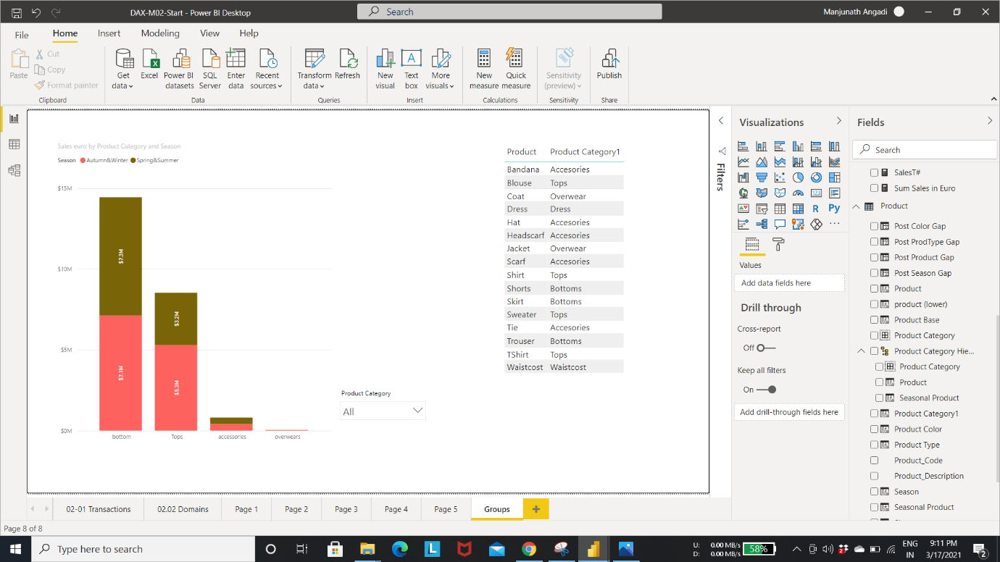 DAX-M02-Start - Power BI Desktop
Search
Manjunath Angadi
File Home Insert Modeling View Help
Paste
Cut
Copy
Format painter
Clipboard
Get data
Excel
Power BI datasets
SQL Server
Enter data
Recent sources
Data
Transform data
Refresh
Queries
New visual
Text box
More visuals
Insert
New measure
Quick measure
Calculations
Sensitivity (preview)
Sensitivity
Publish
Share
Sales euro by Product Category and Season
Season Autumn&Winter Spring&Summer
$15M
$10M
$5M
$0M
$7.3M
$7.1M
$3.2M
$5.3M
bottom Tops accessories overwears
Product Category
All
Product Product Category1
Bandana Accesories
Blouse Tops
Coat Overwear
Dress Dress
Hat Accesories
Headscarf Accesories
Jacket Overwear
Scarf Accesories
Shirt Tops
Shorts Bottoms
Skirt Bottoms
Sweater Tops
Tie Accesories
Trouser Bottoms
TShirt Tops
Waistcost Waistcost
Filters
Visualizations
R Py
123
Values
Add data fields here
Drill through
Cross-report
Off
Keep all filters
On
Add drill-through fields here
Fields
Search
SalesT#
Sum Sales in Euro
Product
Post Color Gap
Post ProdType Gap
Post Product Gap
Post Season Gap
Product
product (lower)
Product Base
Product Category
Product Category Hie...
Product Category
Product
Seasonal Product
Product Category1
Product Color
Product Type
Product_Code
Product_Description
Season
Seasonal Product
02-01 Transactions 02.02 Domains Page 1 Page 2 Page 3 Page 4 Page 5 Groups +
Page 8 of 8
Type here to search
U: 0.00 MB/s
D: 0.00 MB/s
58%
ENG
IN
9:11 PM
3/17/2021
2